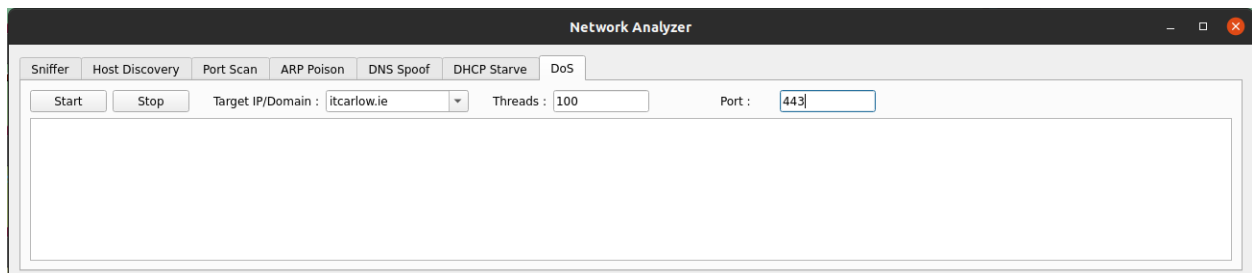 Network Analyzer
Sniffer Host Discovery Port Scan ARP Poison DNS Spoof DHCP Starve DoS
Start Stop Target IP/Domain : itcarlow.ie Threads : 100 Port : 443